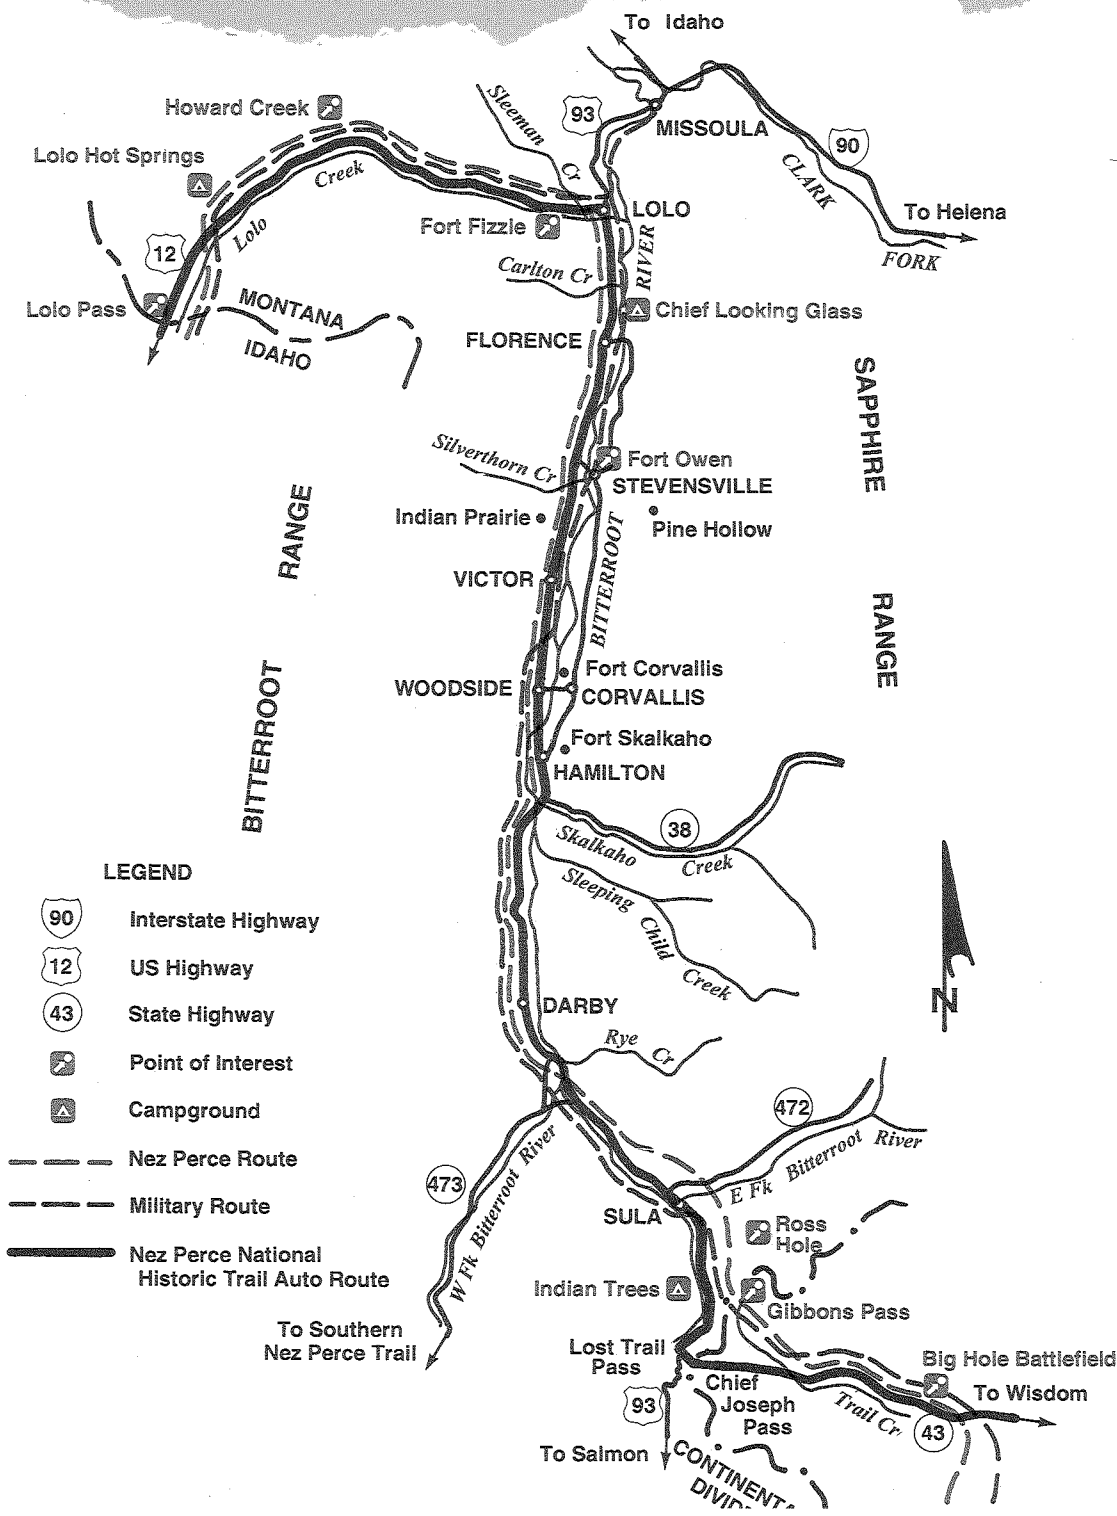 To Idaho
Howard Creek
93
Sleeman
Cr
MISSOULA
Lolo Hot Springs
90
CLARK
FORK
Creek
Lolo
LOLO
To Helena
Fort Fizzle
12
RIVER
Carlton Cr
Lolo Pass
MONTANA
IDAHO
Chief Looking Glass
FLORENCE
SAPPHIRE
RANGE
Silverthorn Cr
Fort Owen
STEVENSVILLE
BITTERROOT
RANGE
Indian Prairie
Pine Hollow
BITTERROOT
VICTOR
Fort Corvallis
WOODSIDE
CORVALLIS
Fort Skalkaho
HAMILTON
38
Skalkaho
Creek
Sleeping
Child
Creek
LEGEND
90 Interstate Highway
12 US Highway
43 State Highway
Point of Interest
Campground
Nez Perce Route
Military Route
Nez Perce National
Historic Trail Auto Route
N
DARBY
Rye
Cr
472
E Fk Bitterroot River
473
W Fk Bitterroot River
SULA
Ross
Hole
Indian Trees
Gibbons Pass
To Southern
Nez Perce Trail
Lost Trail
Pass
Big Hole Battlefield
To Wisdom
Chief
Joseph
Pass
93
Trail Cr
43
To Salmon
CONTINENTA
DIVID